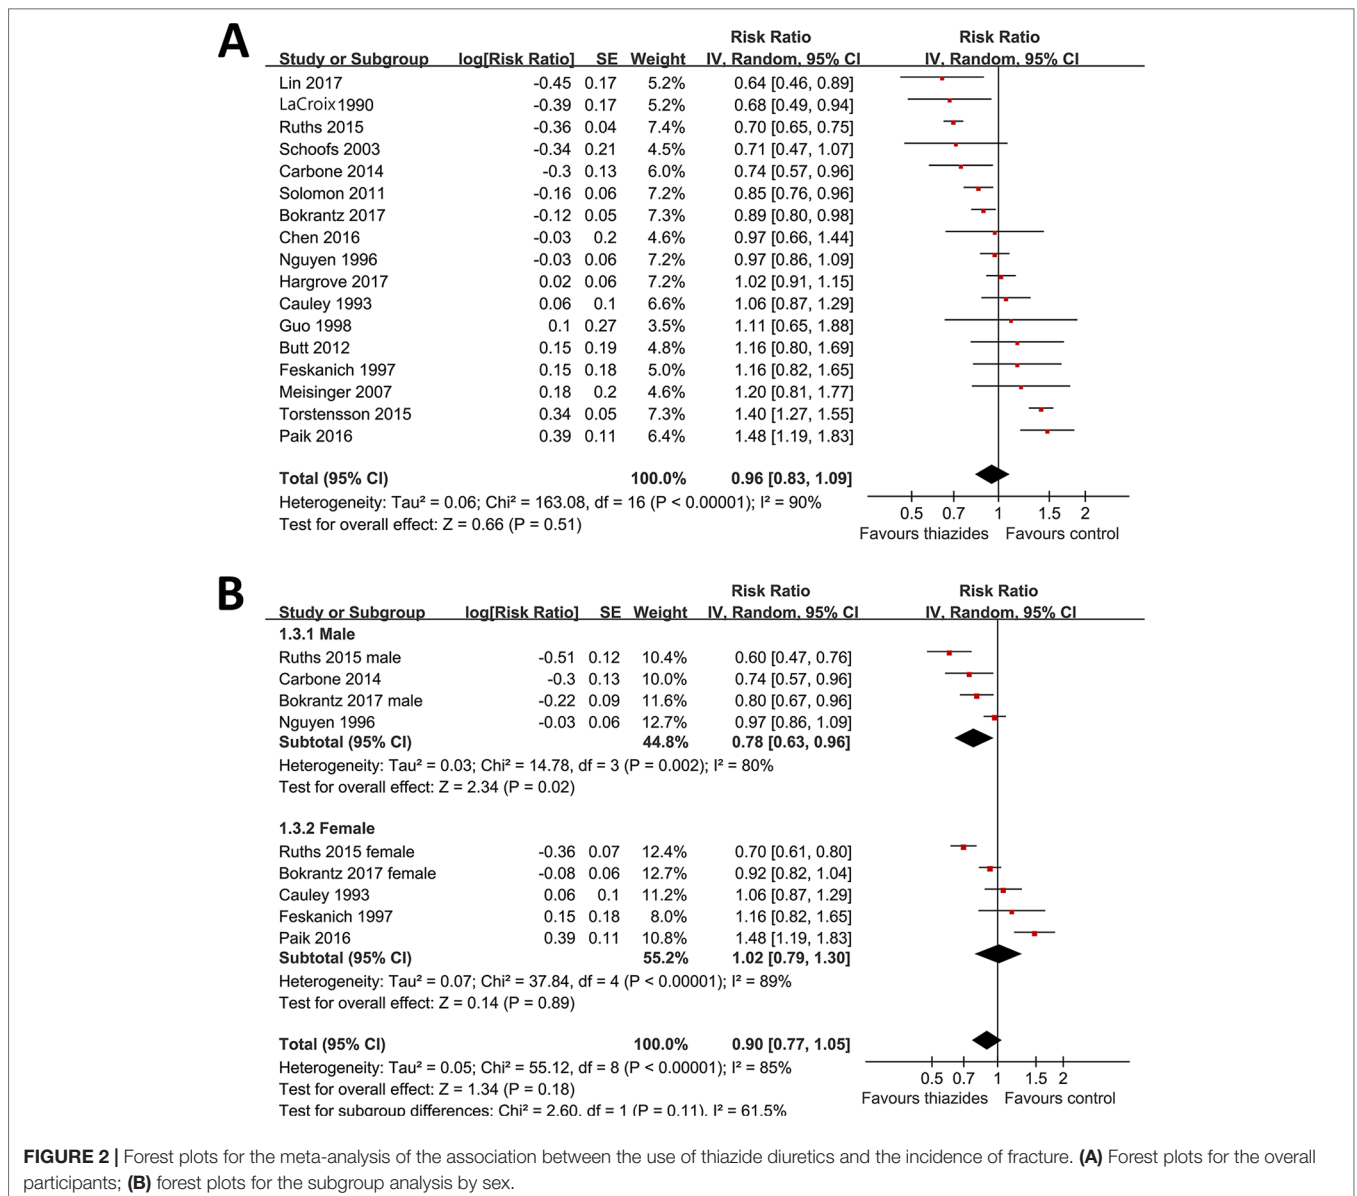 A
Risk Ratio Risk Ratio
Study or Subgroup log[Risk Ratio] SE Weight IV, Random, 95% CI IV, Random, 95% CI
Lin 2017 -0.45 0.17 5.2% 0.64 [0.46, 0.89]
LaCroix 1990 -0.39 0.17 5.2% 0.68 [0.49, 0.94]
Ruths 2015 -0.36 0.04 7.4% 0.70 [0.65, 0.75]
Schoofs 2003 -0.34 0.21 4.5% 0.71 [0.47, 1.07]
Carbone 2014 -0.3 0.13 6.0% 0.74 [0.57, 0.96]
Solomon 2011 -0.16 0.06 7.2% 0.85 [0.76, 0.96]
Bokrantz 2017 -0.12 0.05 7.3% 0.89 [0.80, 0.98]
Chen 2016 -0.03 0.2 4.6% 0.97 [0.66, 1.44]
Nguyen 1996 -0.03 0.06 7.2% 0.97 [0.86, 1.09]
Hargrove 2017 0.02 0.06 7.2% 1.02 [0.91, 1.15]
Cauley 1993 0.06 0.1 6.6% 1.06 [0.87, 1.29]
Guo 1998 0.1 0.27 3.5% 1.11 [0.65, 1.88]
Butt 2012 0.15 0.19 4.8% 1.16 [0.80, 1.69]
Feskanich 1997 0.15 0.18 5.0% 1.16 [0.82, 1.65]
Meisinger 2007 0.18 0.2 4.6% 1.20 [0.81, 1.77]
Torstensson 2015 0.34 0.05 7.3% 1.40 [1.27, 1.55]
Paik 2016 0.39 0.11 6.4% 1.48 [1.19, 1.83]
Total (95% CI) 100.0% 0.96 [0.83, 1.09]
Heterogeneity: Tau² = 0.06; Chi² = 163.08, df = 16 (P < 0.00001); I² = 90%
Test for overall effect: Z = 0.66 (P = 0.51)
0.5 0.7 1 1.5 2
Favours thiazides Favours control
B
Risk Ratio Risk Ratio
Study or Subgroup log[Risk Ratio] SE Weight IV, Random, 95% CI IV, Random, 95% CI
1.3.1 Male
Ruths 2015 male -0.51 0.12 10.4% 0.60 [0.47, 0.76]
Carbone 2014 -0.3 0.13 10.0% 0.74 [0.57, 0.96]
Bokrantz 2017 male -0.22 0.09 11.6% 0.80 [0.67, 0.96]
Nguyen 1996 -0.03 0.06 12.7% 0.97 [0.86, 1.09]
Subtotal (95% CI) 44.8% 0.78 [0.63, 0.96]
Heterogeneity: Tau² = 0.03; Chi² = 14.78, df = 3 (P = 0.002); I² = 80%
Test for overall effect: Z = 2.34 (P = 0.02)
1.3.2 Female
Ruths 2015 female -0.36 0.07 12.4% 0.70 [0.61, 0.80]
Bokrantz 2017 female -0.08 0.06 12.7% 0.92 [0.82, 1.04]
Cauley 1993 0.06 0.1 11.2% 1.06 [0.87, 1.29]
Feskanich 1997 0.15 0.18 8.0% 1.16 [0.82, 1.65]
Paik 2016 0.39 0.11 10.8% 1.48 [1.19, 1.83]
Subtotal (95% CI) 55.2% 1.02 [0.79, 1.30]
Heterogeneity: Tau² = 0.07; Chi² = 37.84, df = 4 (P < 0.00001); I² = 89%
Test for overall effect: Z = 0.14 (P = 0.89)
Total (95% CI) 100.0% 0.90 [0.77, 1.05]
Heterogeneity: Tau² = 0.05; Chi² = 55.12, df = 8 (P < 0.00001); I² = 85%
Test for overall effect: Z = 1.34 (P = 0.18)
Test for subgroup differences: Chi² = 2.60, df = 1 (P = 0.11), I² = 61.5%
0.5 0.7 1 1.5 2
Favours thiazides Favours control
FIGURE 2 | Forest plots for the meta-analysis of the association between the use of thiazide diuretics and the incidence of fracture. (A) Forest plots for the overall
participants; (B) forest plots for the subgroup analysis by sex.